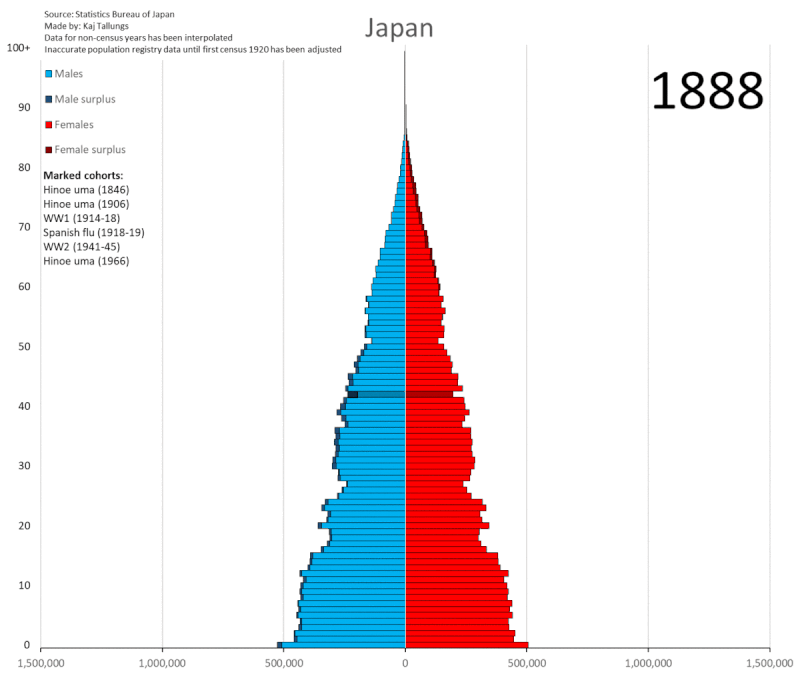 Source: Statistics Bureau of Japan
Made by: Kaj Tallungs
Data for non-census years has been interpolated
Inaccurate population registry data until first census 1920 has been adjusted
Japan
1888
Males
Male surplus
Females
Female surplus
Marked cohorts:
Hinoe uma (1846)
Hinoe uma (1906)
WW1 (1914-18)
Spanish flu (1918-19)
WW2 (1941-45)
Hinoe uma (1966)
100+
90
80
70
60
50
40
30
20
10
0
1,500,000 1,000,000 500,000 0 500,000 1,000,000 1,500,000